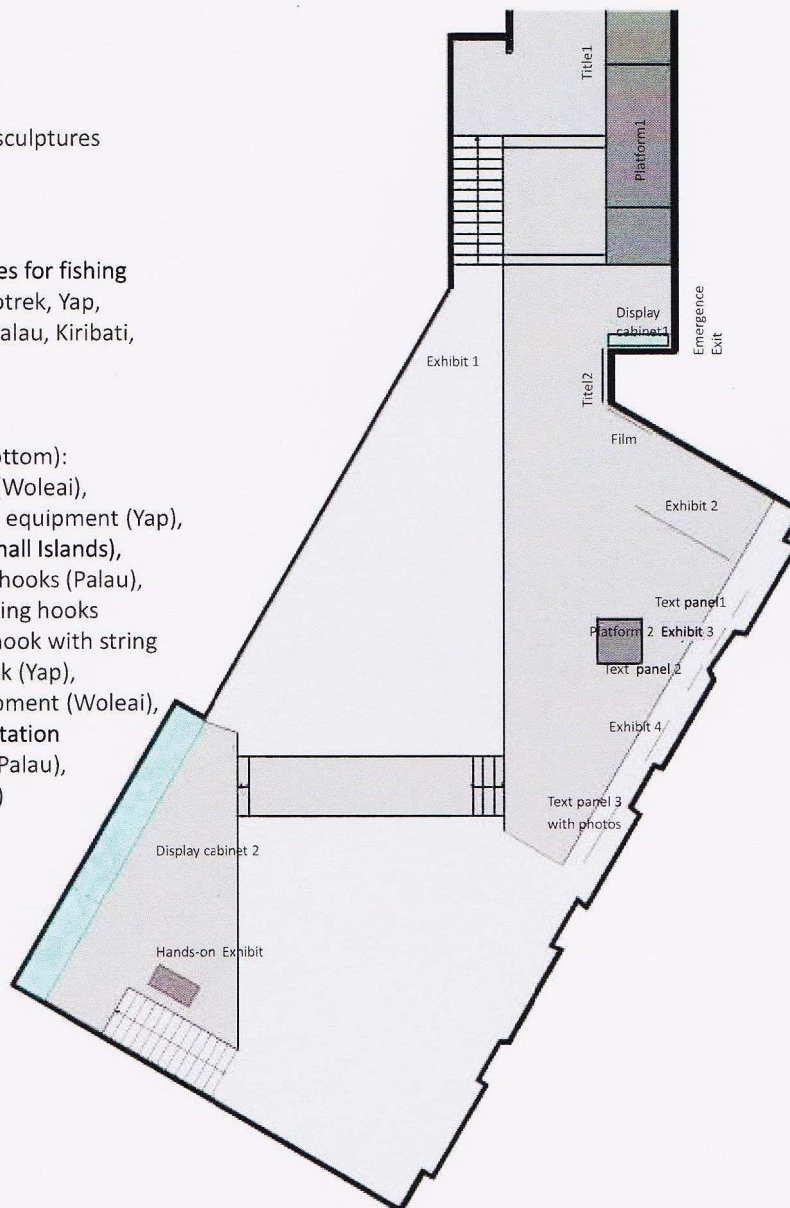 sculptures
es for fishing
otrek, Yap,
alau, Kiribati,
ottom):
(Woleai),
equipment (Yap),
hall Islands),
hooks (Palau),
ing hooks
hook with string
k (Yap),
pment (Woleai),
tation
Palau),
)
Title1
Platform1
Display
cabinet1
Emergence
Exit
Exhibit 1
Titel2
Film
Exhibit 2
Text panel1
Platform 2 Exhibit 3
Text panel 2
Exhibit 4
Text panel 3
with photos
Display cabinet 2
Hands-on Exhibit